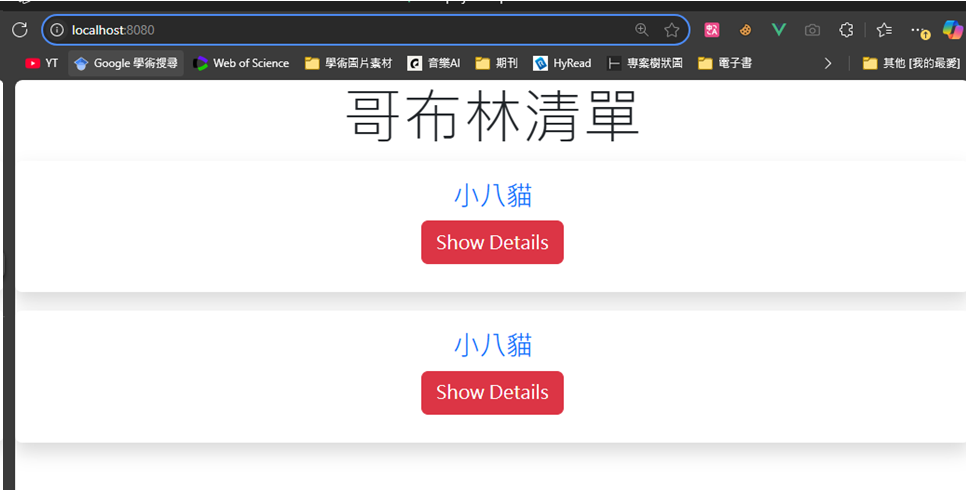 localhost:8080
YT Google 學術搜尋 Web of Science 學術圖片素材 音樂AI 期刊 HyRead 專案樹狀圖 電子書 其他 [我的最愛]
哥布林清單
小八貓
Show Details
小八貓
Show Details